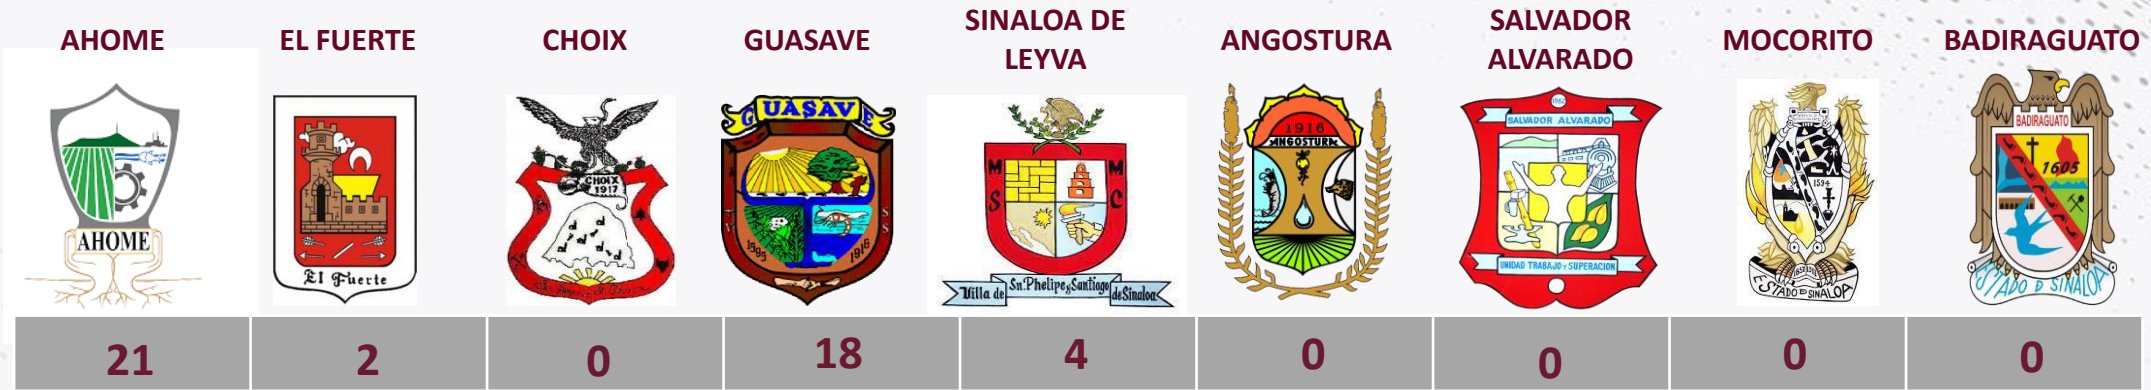 AHOME
EL FUERTE
CHOIX
GUASAVE
SINALOA DE
LEYVA
ANGOSTURA
SALVADOR
ALVARADO
MOCORITO
BADIRAGUATO
AHOME
El Fuerte
CHOIX
1917
GUASAVE
T V
S S
1595
1916
M M
S C
Villa de Sn. Phelipe y Santiago de Sinaloa
1916
ANGOSTURA
1962
SALVADOR ALVARADO
UNIDAD TRABAJO Y SUPERACION
1594
ESTADO D SINALOA
BADIRAGUATO
1605
ESTADO D SINALOA
21
2
0
18
4
0
0
0
0